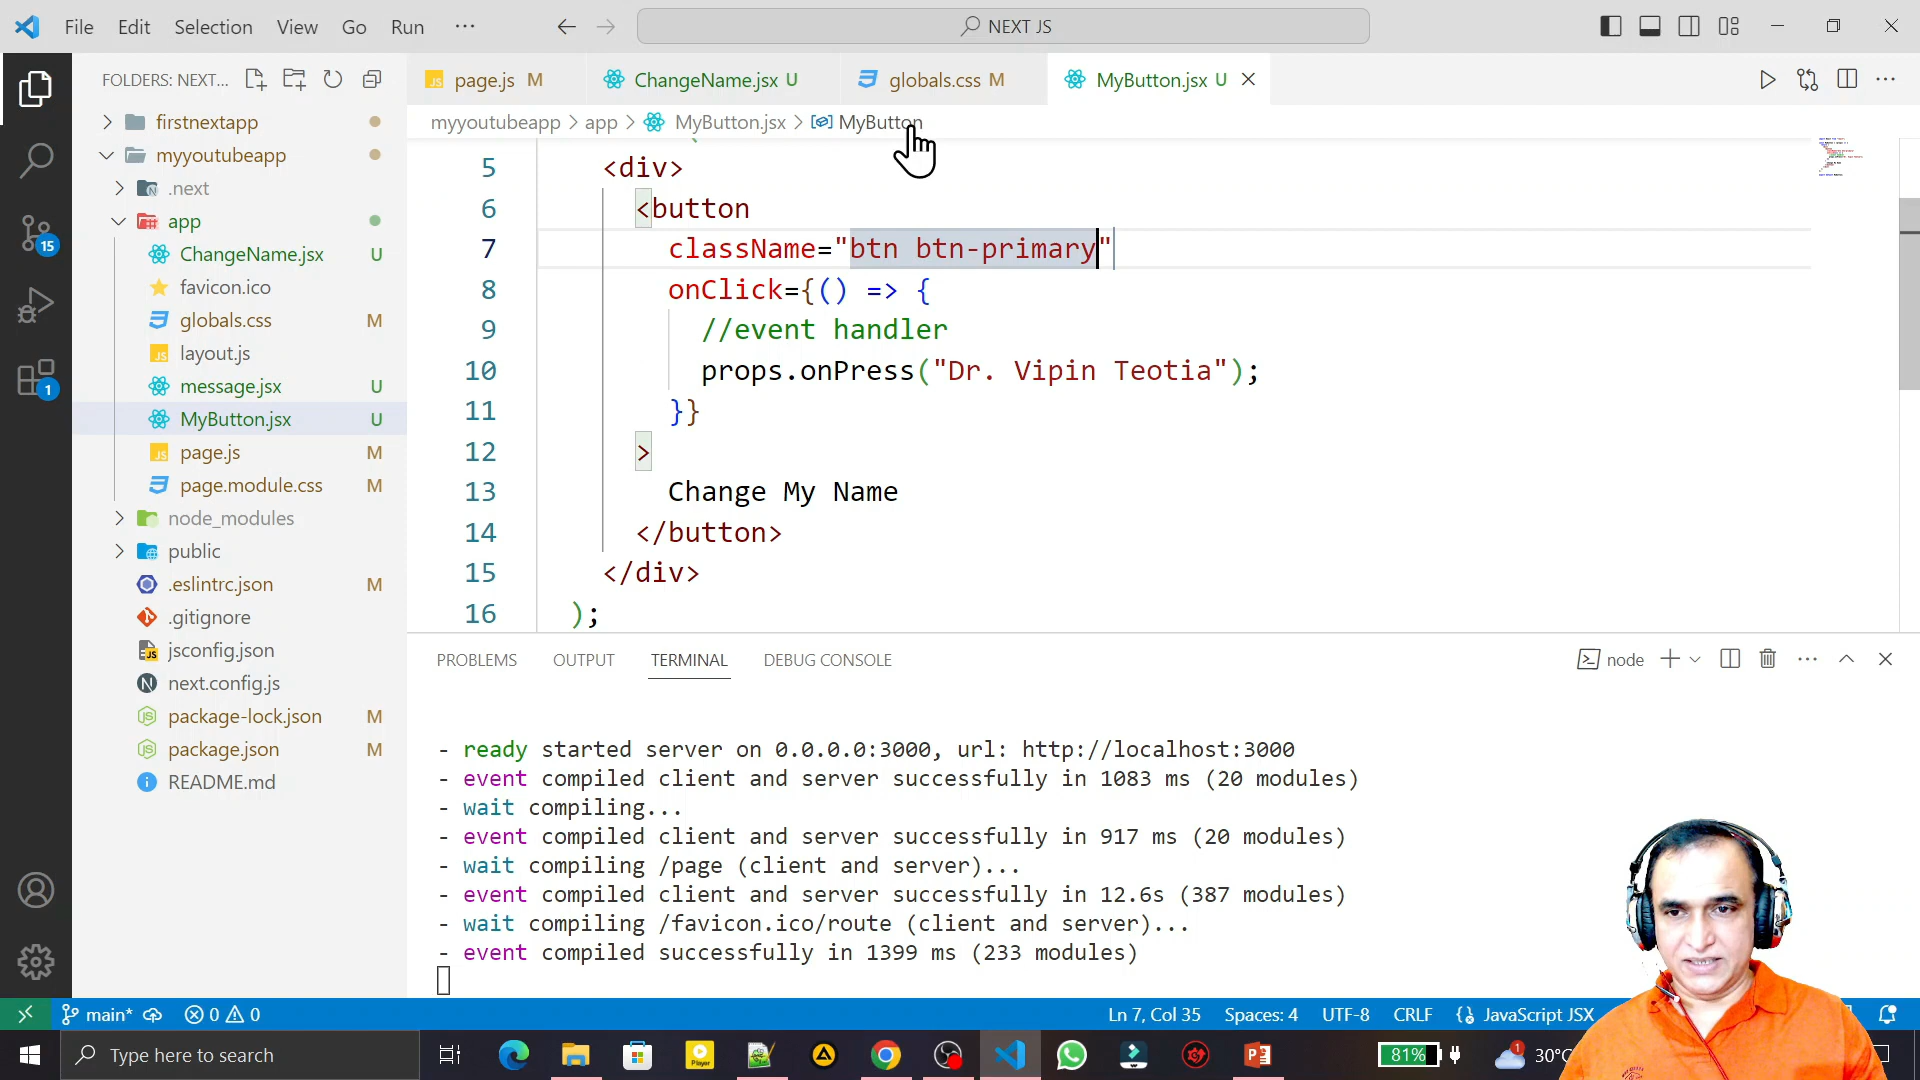 File Edit Selection View Go Run ··· NEXT JS
FOLDERS: NEXT...
page.js M ChangeName.jsx U globals.css M MyButton.jsx U
myyoutubeapp > app > MyButton.jsx > MyButton
firstnextapp
myyoutubeapp
.next
app
ChangeName.jsx U
favicon.ico
globals.css M
layout.js
message.jsx U
MyButton.jsx U
page.js M
page.module.css M
node_modules
public
.eslintrc.json M
.gitignore
jsconfig.json
next.config.js
package-lock.json M
package.json M
README.md
15
1
5 <div>
6 <button
7 className="btn btn-primary"
8 onClick={() => {
9 //event handler
10 props.onPress("Dr. Vipin Teotia");
11 }}
12 >
13 Change My Name
14 </button>
15 </div>
16 );
PROBLEMS OUTPUT TERMINAL DEBUG CONSOLE node
- ready started server on 0.0.0.0:3000, url: http://localhost:3000
- event compiled client and server successfully in 1083 ms (20 modules)
- wait compiling...
- event compiled client and server successfully in 917 ms (20 modules)
- wait compiling /page (client and server)...
- event compiled client and server successfully in 12.6s (387 modules)
- wait compiling /favicon.ico/route (client and server)...
- event compiled successfully in 1399 ms (233 modules)
main* 0 0 Ln 7, Col 35 Spaces: 4 UTF-8 CRLF JavaScript JSX
Type here to search Player 81% 1 30°